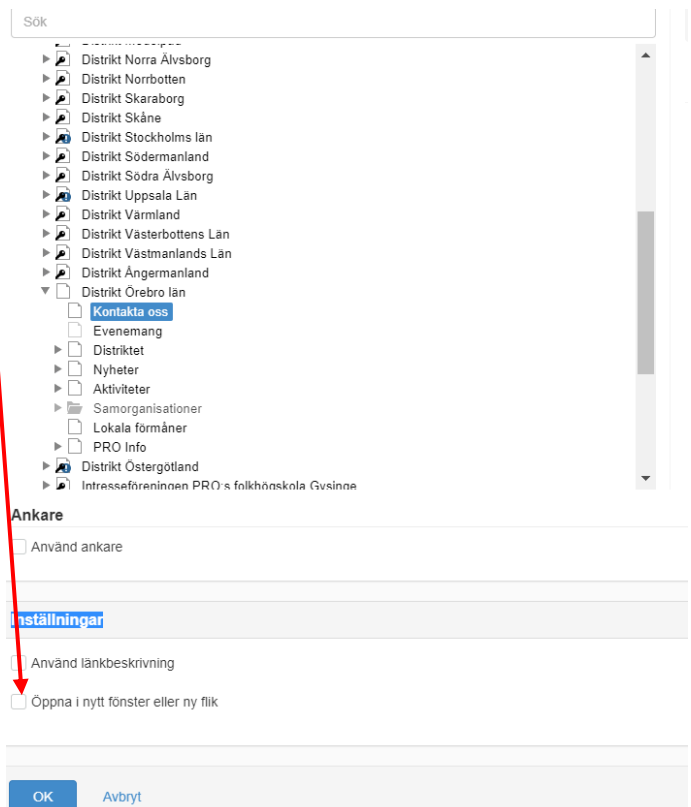 Sök
Distrikt Norra Älvsborg
Distrikt Norrbotten
Distrikt Skaraborg
Distrikt Skåne
Distrikt Stockholms län
Distrikt Södermanland
Distrikt Södra Älvsborg
Distrikt Uppsala Län
Distrikt Värmland
Distrikt Västerbottens Län
Distrikt Västmanlands Län
Distrikt Ångermanland
Distrikt Örebro län
Kontakta oss
Evenemang
Distriktet
Nyheter
Aktiviteter
Samorganisationer
Lokala förmåner
PRO Info
Distrikt Östergötland
Intresseföreningen PRO:s folkhögskola Gysinge
Ankare
Använd ankare
Inställningar
Använd länkbeskrivning
Öppna i nytt fönster eller ny flik
OK Avbryt